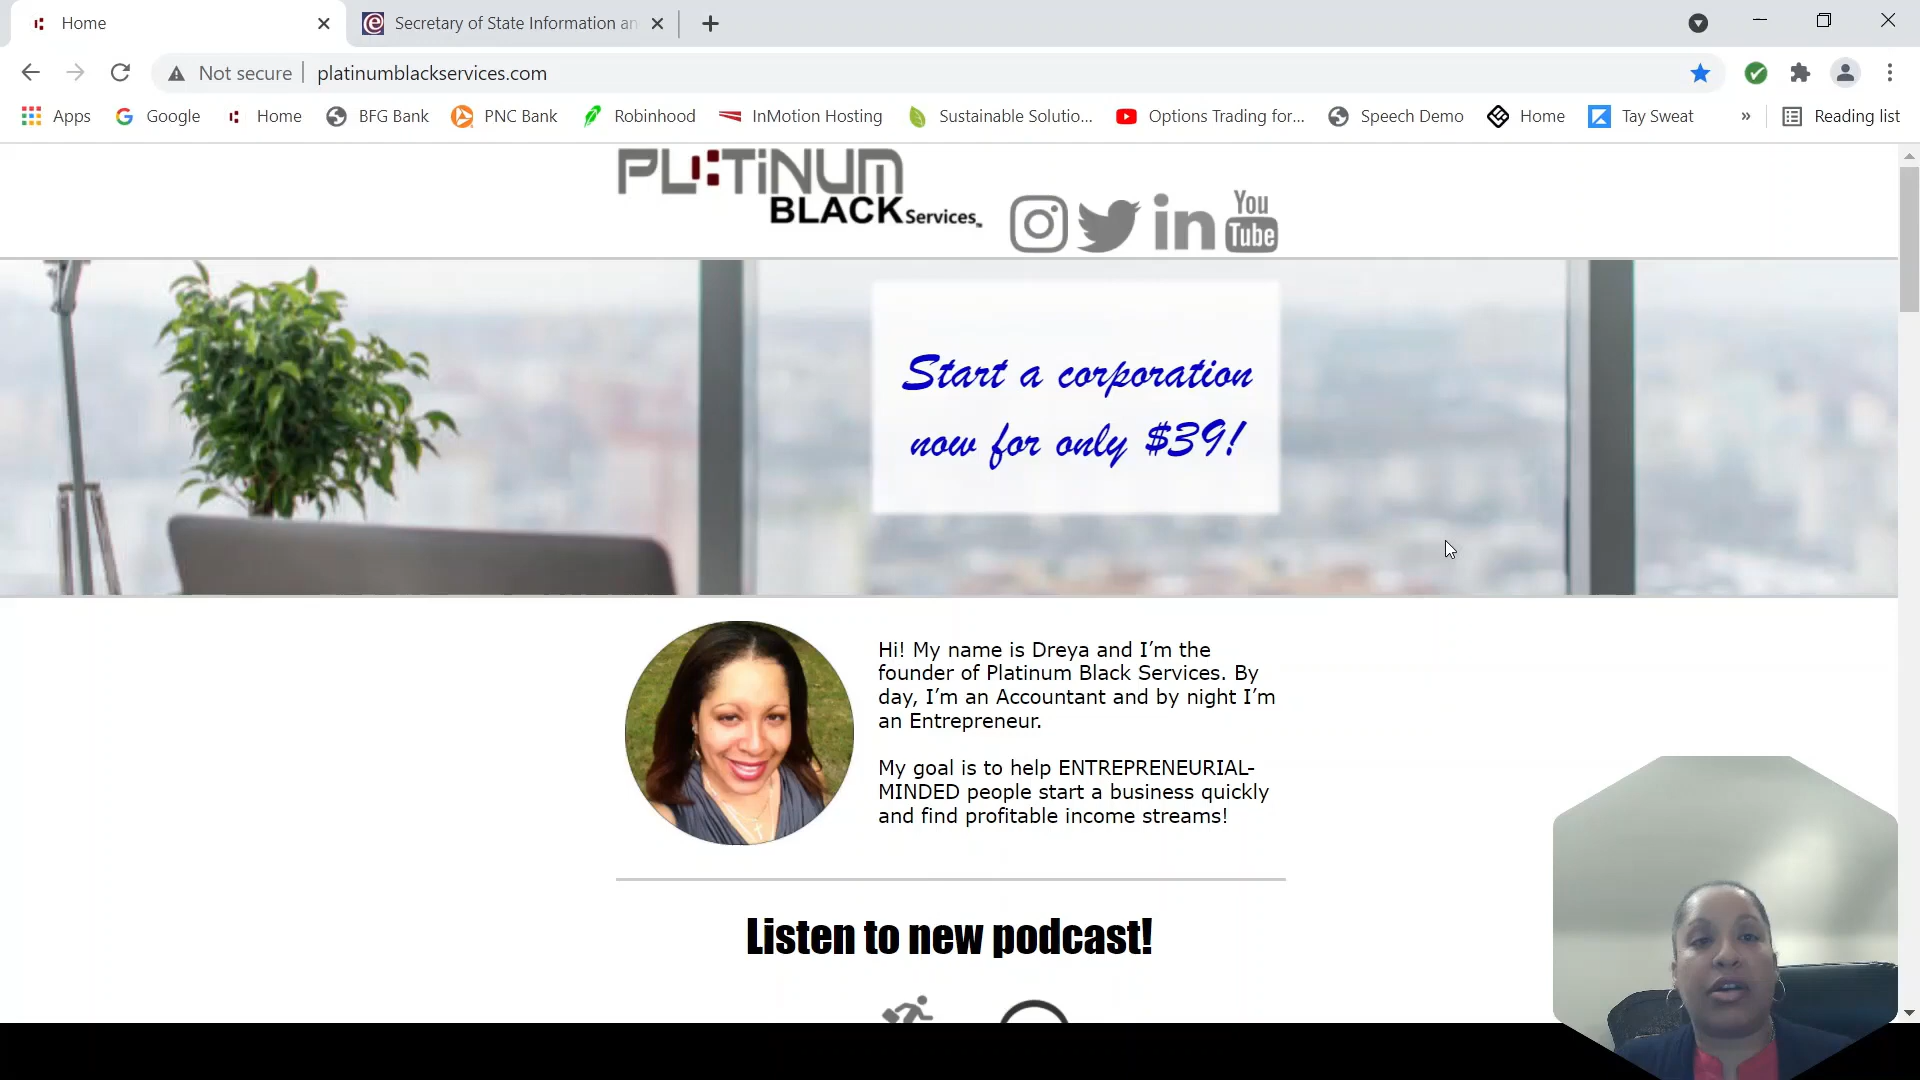 Home
Secretary of State Information an
Not secure
platinumblackservices.com
Apps
Google
Home
BFG Bank
PNC Bank
Robinhood
InMotion Hosting
Sustainable Solutio...
Options Trading for...
Speech Demo
Home
Tay Sweat
»
Reading list
PLATiNUM
BLACK Services
You
Tube
in
Start a corporation
now for only $39!
Hi! My name is Dreya and I’m the
founder of Platinum Black Services. By
day, I’m an Accountant and by night I’m
an Entrepreneur.
My goal is to help ENTREPRENEURIAL-
MINDED people start a business quickly
and find profitable income streams!
Listen to new podcast!